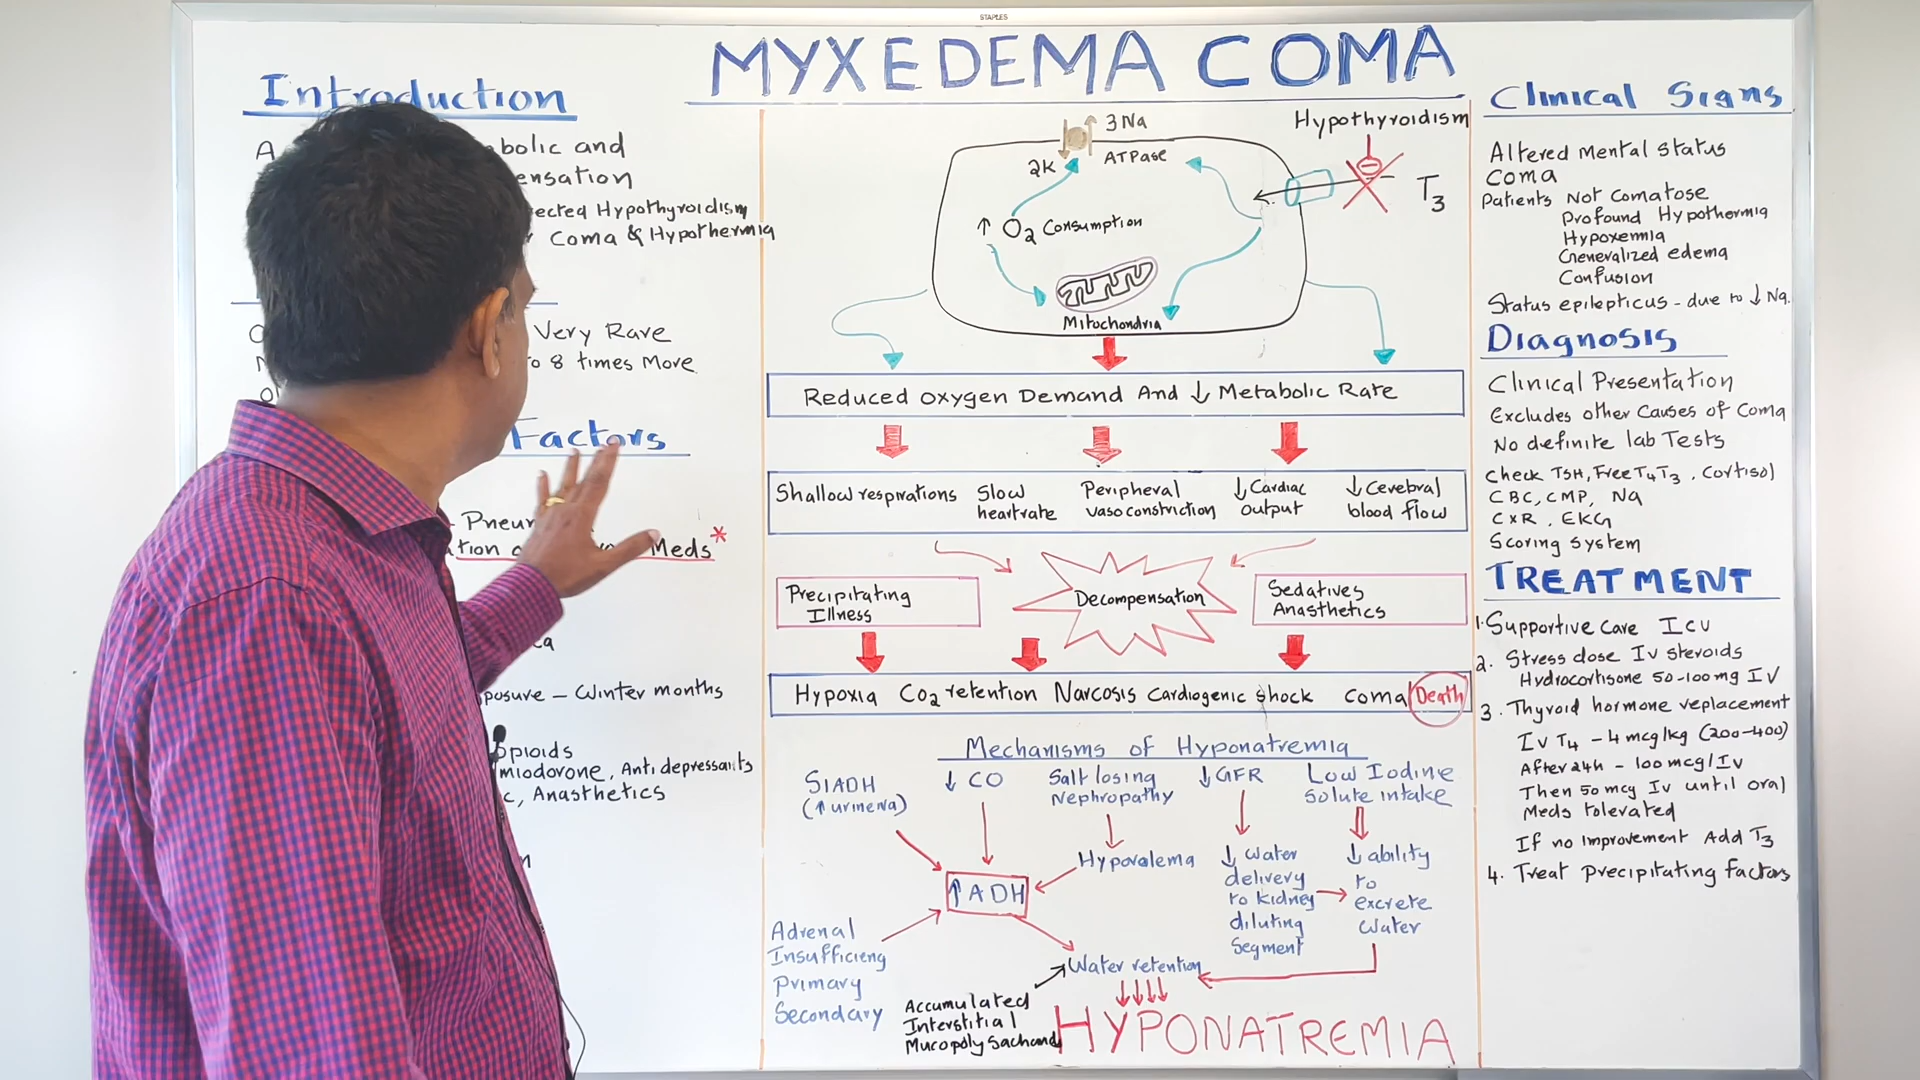 STAPLES
MYXEDEMA COMA
Introduction
A bolic and
ensation
ected Hypothyroidism
Coma & Hypothermia
Very Rare
to 8 times More
Factors
- Pneu
ation Meds*
ca
posure – Winter months
opioids
miodorone, Antidepressants
c, Anasthetics
3 Na
2K
ATPase
↑ O2 Consumption
Mitochondria
Hypothyroidism
T3
Reduced Oxygen Demand And ↓ Metabolic Rate
Shallow respirations
Slow
heartrate
Peripheral
vasoconstriction
↓ Cardiac
output
↓ Cerebral
blood flow
Precipitating
Illness
Decompensation
Sedatives
Anasthetics
Hypoxia Co2 retention Narcosis Cardiogenic shock coma Death
Mechanisms of Hyponatremia
SIADH
(↑ urinena)
↓ CO
Salt losing
Nephropathy
↓ GFR
Low Iodine
solute intake
Hypovolema
↓ Water
delivery
to kidney
diluting
Segment
↓ ability
to
excrete
Water
↑ ADH
Adrenal
Insufficieny
Primary
Secondary
Water retention
↓↓↓↓
Accumulated
Interstitial
HYPONATREMIA
Clinical Signs
Altered Mental Status
Coma
Patients Not Comatose
Profound Hypothermia
Hypoxemia
Generalized edema
Confusion
Status epilepticus - due to ↓ Na.
Diagnosis
Clinical Presentation
Excludes other Causes of Coma
No definite lab Tests
Check TSH, Free T4 T3, Cortisol
CBC, CMP, Na
CXR, EKG
Scoring System
TREATMENT
1. Supportive Care ICU
2. Stress dose IV steroids
Hydrocortisone 50-100mg IV
3. Thyroid hormone replacement
IV T4 – 4 mcg/kg (200-400)
After 24h – 100 mcg/IV
Then 50 mcg IV until oral
Meds tolerated
If no Improvement Add T3
4. Treat Precipitating factors